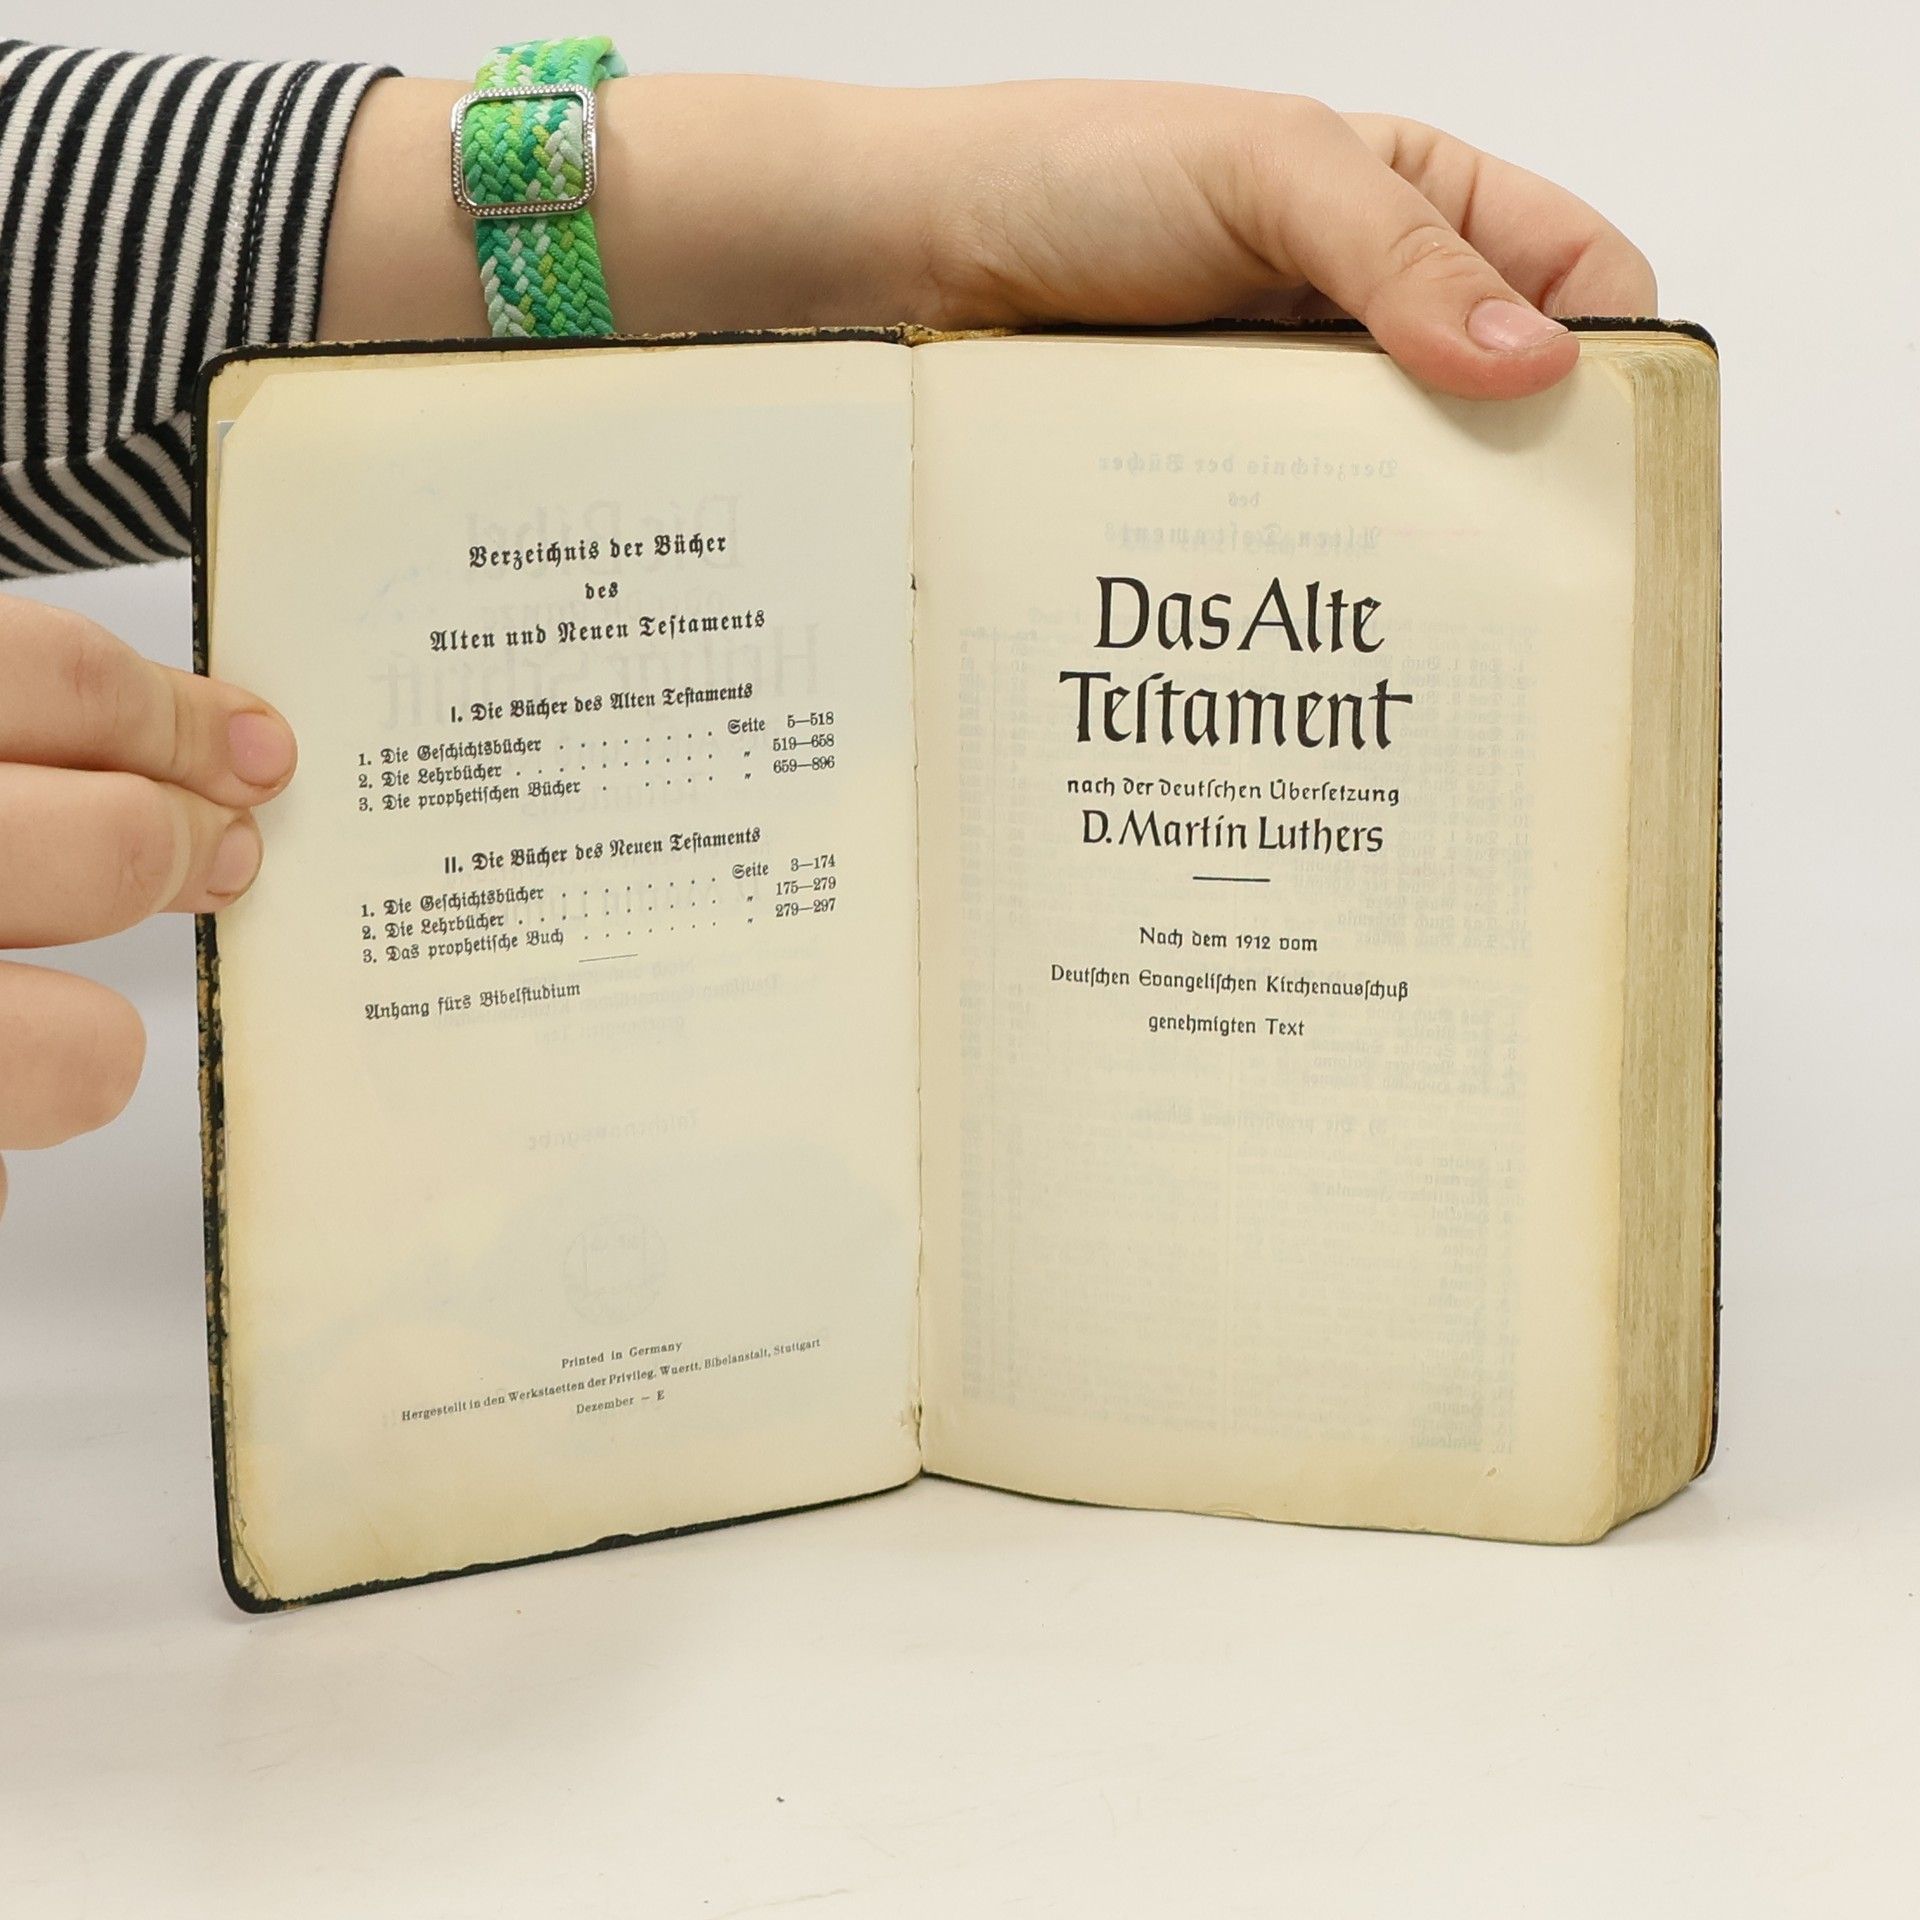 Verzeichnis der Bücher
des
Alten und Neuen Teſtaments
I. Die Bücher des Alten Teſtaments
1. Die Geſchichtsbücher . . . . . . . . Seite 5—518
2. Die Lehrbücher . . . . . . . . . . „ 519—658
3. Die prophetiſchen Bücher . . . . . „ 659—896
II. Die Bücher des Neuen Teſtaments
1. Die Geſchichtsbücher . . . . . . . . Seite 3—174
2. Die Lehrbücher . . . . . . . . . . „ 175—279
3. Das prophetiſche Buch . . . . . . . „ 279—297
Anhang fürs Bibelſtudium
Printed in Germany
Hergestellt in den Werkstaetten der Privileg. Wuertt. Bibelanstalt, Stuttgart
Dezember — E
Das Alte
Teſtament
nach der deutſchen Überſetzung
D. Martin Luthers
Nach dem 1912 vom
Deutſchen Evangeliſchen Kirchenausſchuß
genehmigten Text